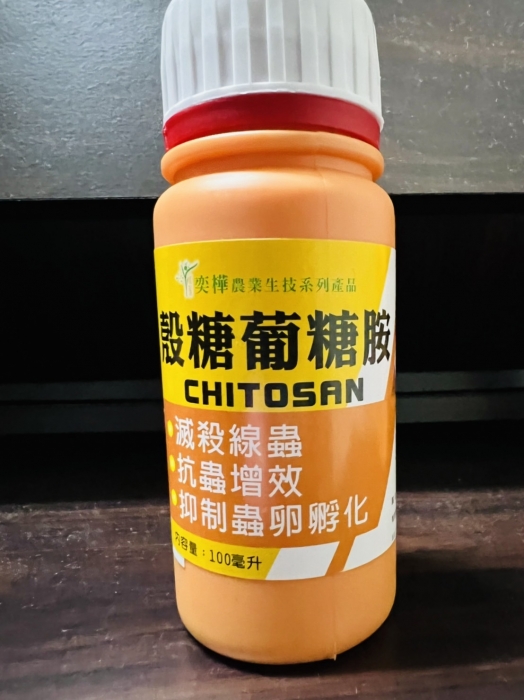 奕樺農業生技系列產品
殼糖葡糖胺
CHITOSAN
滅殺線蟲
抗蟲增效
抑制蟲卵孵化
內容量：100毫升